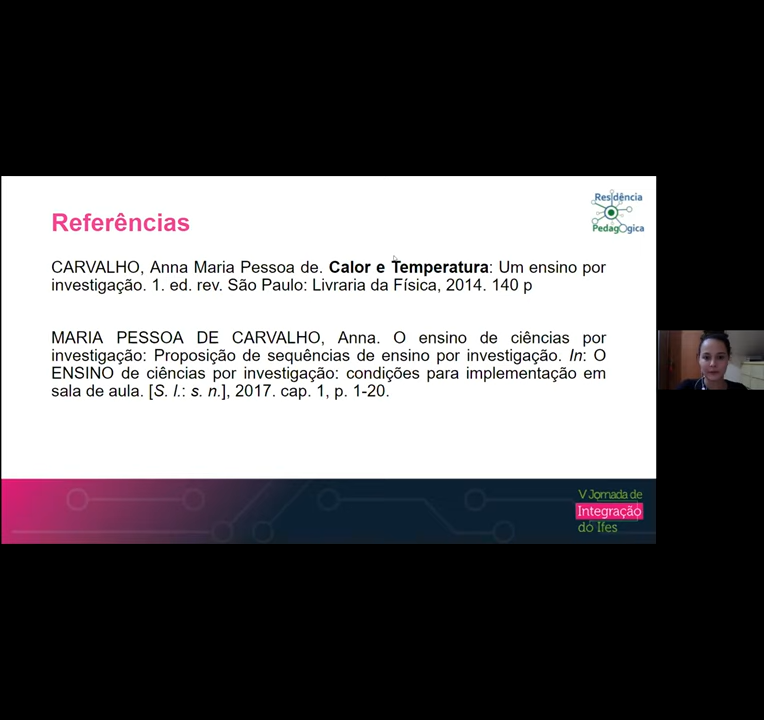 Residência
Pedagógica
Referências
CARVALHO, Anna Maria Pessoa de. Calor e Temperatura: Um ensino por
investigação. 1. ed. rev. São Paulo: Livraria da Física, 2014. 140 p
MARIA PESSOA DE CARVALHO, Anna. O ensino de ciências por
investigação: Proposição de sequências de ensino por investigação. In: O
ENSINO de ciências por investigação: condições para implementação em
sala de aula. [S. l.: s. n.], 2017. cap. 1, p. 1-20.
V Jornada de
Integração
do Ifes